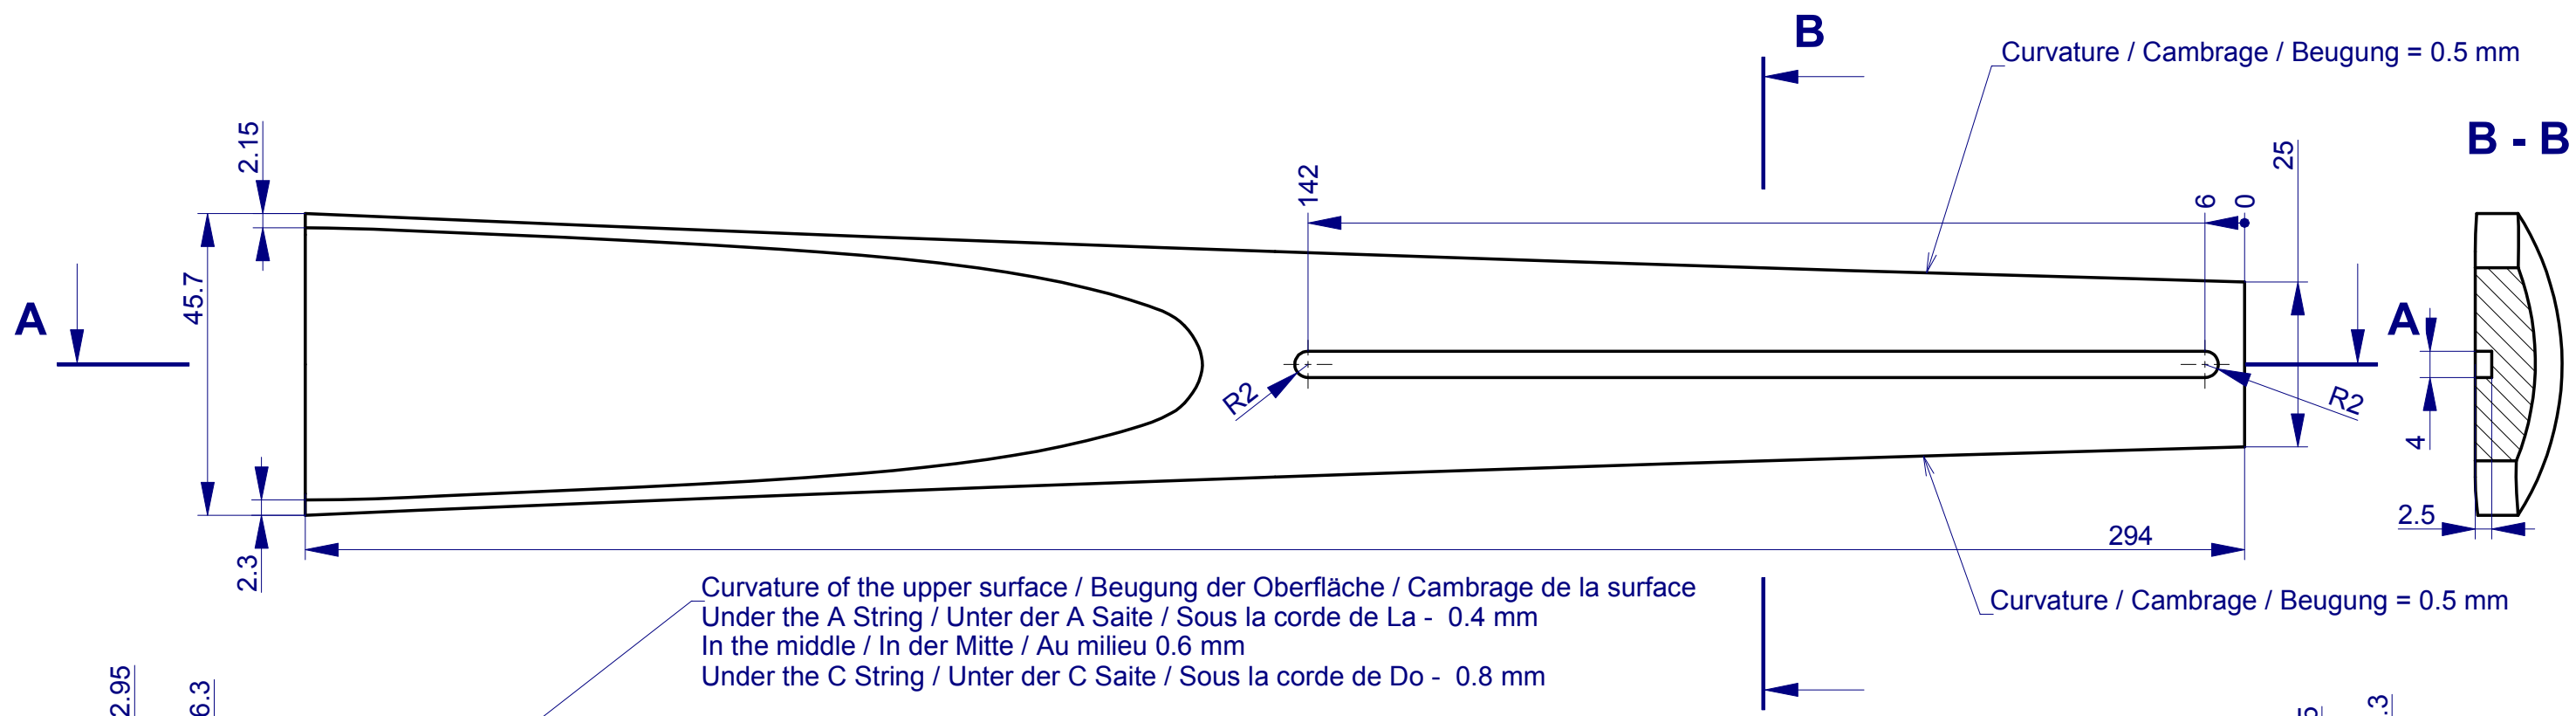 B
Curvature / Cambrage / Beugung = 0.5 mm
B - B
2.15
142
6
0
25
45.7
A
A
R2
R2
4
2.5
294
2.3
Curvature of the upper surface / Beugung der Oberfläche / Cambrage de la surface
Under the A String / Unter der A Saite / Sous la corde de La - 0.4 mm
In the middle / In der Mitte / Au milieu 0.6 mm
Under the C String / Unter der C Saite / Sous la corde de Do - 0.8 mm
Curvature / Cambrage / Beugung = 0.5 mm
2.95
6.3